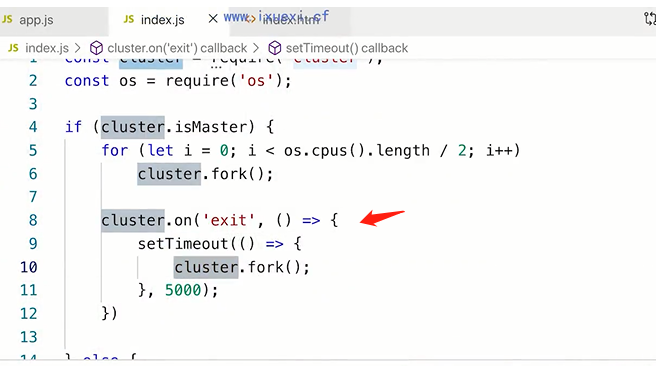 JS app.js
JS index.js × <> index.html
www.ixuexi.cf
JS index.js > cluster.on('exit') callback > setTimeout() callback
1 const cluster = require('cluster');
2 const os = require('os');
3
4 if (cluster.isMaster) {
5 for (let i = 0; i < os.cpus().length / 2; i++)
6 cluster.fork();
7
8 cluster.on('exit', () => {
9 setTimeout(() => {
10 cluster.fork();
11 }, 5000);
12 })
13
14 } else {